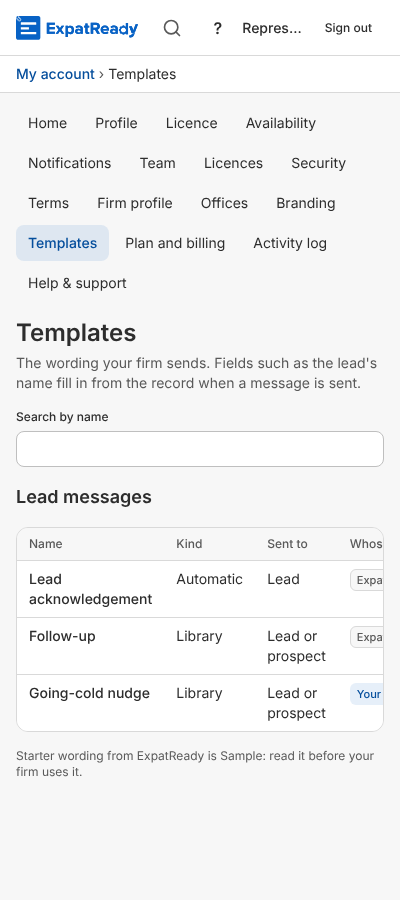 ExpatReady ? Repres... Sign out
My account › Templates
Home Profile Licence Availability
Notifications Team Licences Security
Terms Firm profile Offices Branding
Templates Plan and billing Activity log
Help & support
Templates
The wording your firm sends. Fields such as the lead's
name fill in from the record when a message is sent.
Search by name
Lead messages
Name Kind Sent to Whos
Lead acknowledgement Automatic Lead Expa
Follow-up Library Lead or prospect Expa
Going-cold nudge Library Lead or prospect Your
Starter wording from ExpatReady is Sample: read it before your
firm uses it.